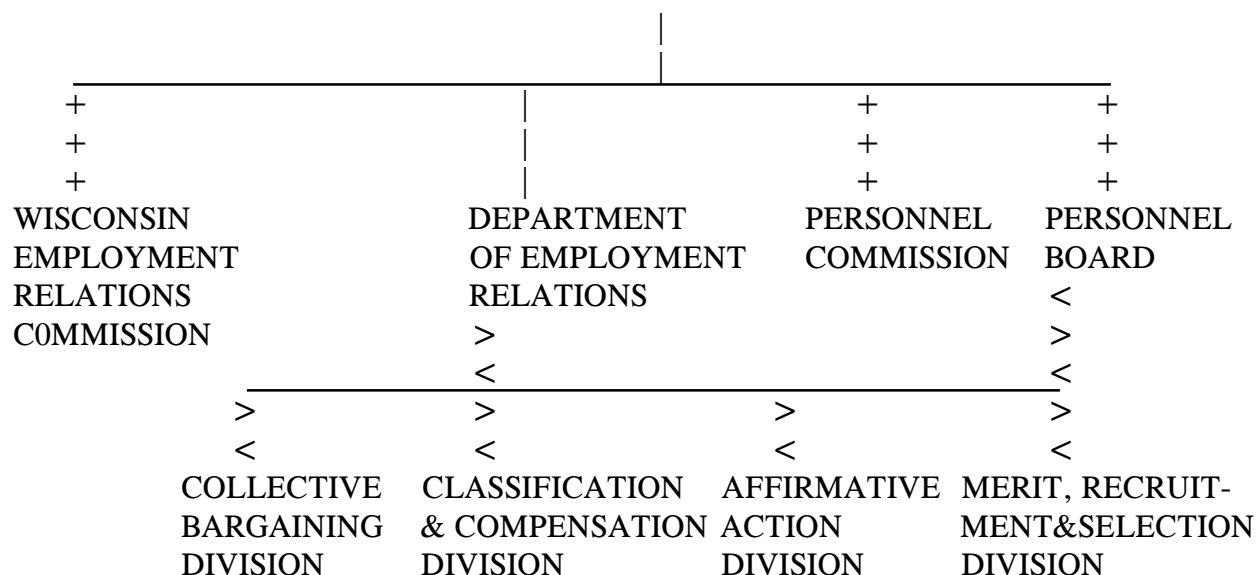 |
|
+ | + +
+ | + +
+ | + +
WISCONSIN DEPARTMENT PERSONNEL PERSONNEL
EMPLOYMENT OF EMPLOYMENT COMMISSION BOARD
RELATIONS RELATIONS <
C0MMISSION > >
< <
> > > >
< < < <
COLLECTIVE CLASSIFICATION AFFIRMATIVE MERIT, RECRUIT-
BARGAINING & COMPENSATION ACTION MENT&SELECTION
DIVISION DIVISION DIVISION DIVISION